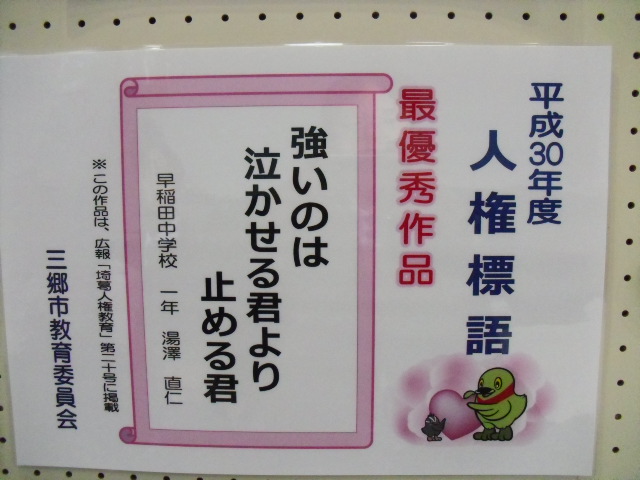 平成30年度
人権標語
最優秀作品
強いのは
泣かせる君より
止める君
早稲田中学校 一年 湯澤 直仁
※この作品は、広報「埼葛人権教育」第二十号に掲載
三郷市教育委員会